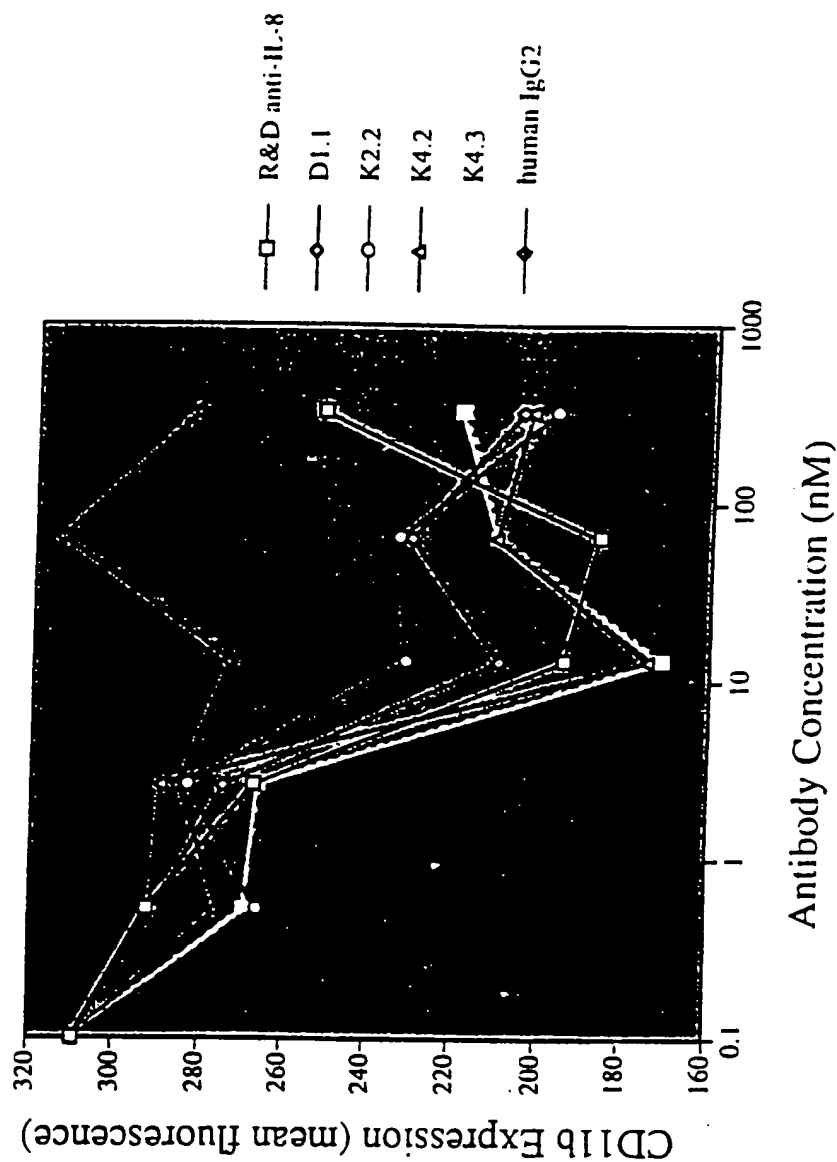 CD11b Expression (mean fluorescence)
320
300
280
260
240
220
200
180
160
0.1
1
10
100
1000
Antibody Concentration (nM)
R&D anti-IL-8
D1.1
K2.2
K4.2
K4.3
human IgG2